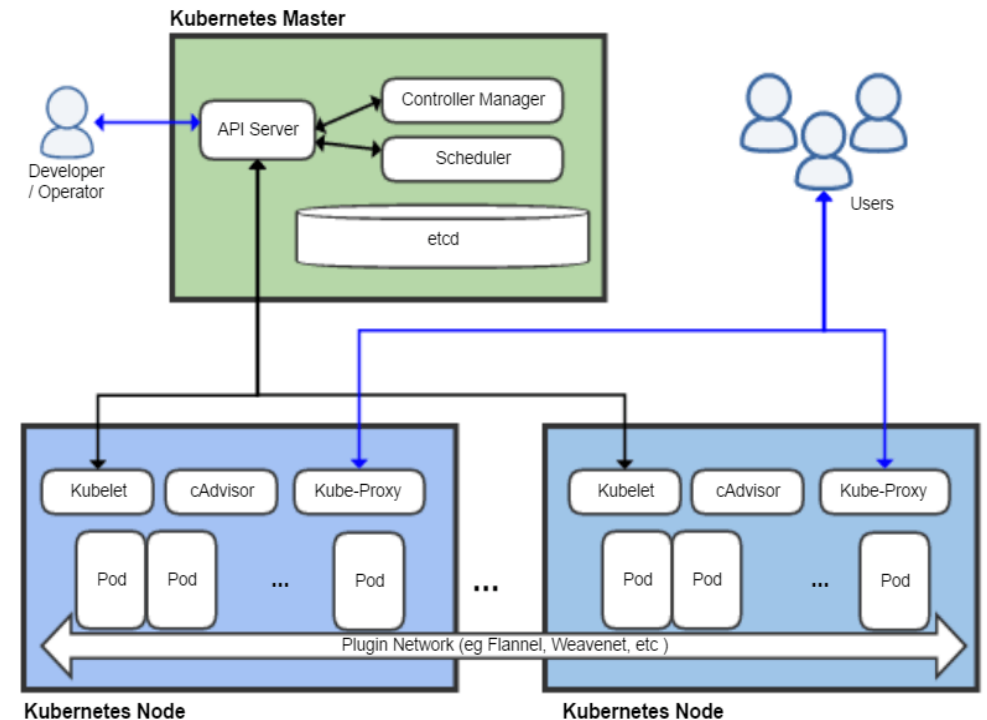 Kubernetes Master
API Server
Controller Manager
Scheduler
etcd
Developer
/ Operator
Users
Kubelet
cAdvisor
Kube-Proxy
Pod
Pod
...
Pod
...
Kubelet
cAdvisor
Kube-Proxy
Pod
Pod
...
Pod
Plugin Network (eg Flannel, Weavenet, etc )
Kubernetes Node
Kubernetes Node